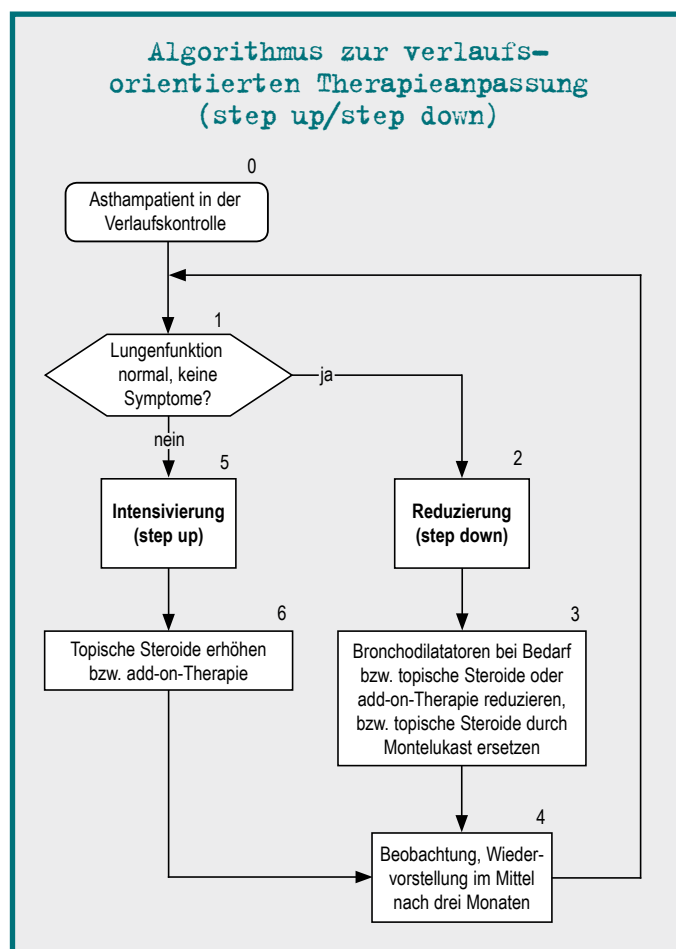 Algorithmus zur verlaufs-
orientierten Therapieanpassung
(step up/step down)
0
Asthampatient in der
Verlaufskontrolle
1
Lungenfunktion
normal, keine
Symptome?
ja
nein
5
Intensivierung
(step up)
2
Reduzierung
(step down)
6
Topische Steroide erhöhen
bzw. add-on-Therapie
3
Bronchodilatatoren bei Bedarf
bzw. topische Steroide oder
add-on-Therapie reduzieren,
bzw. topische Steroide durch
Montelukast ersetzen
4
Beobachtung, Wieder-
vorstellung im Mittel
nach drei Monaten